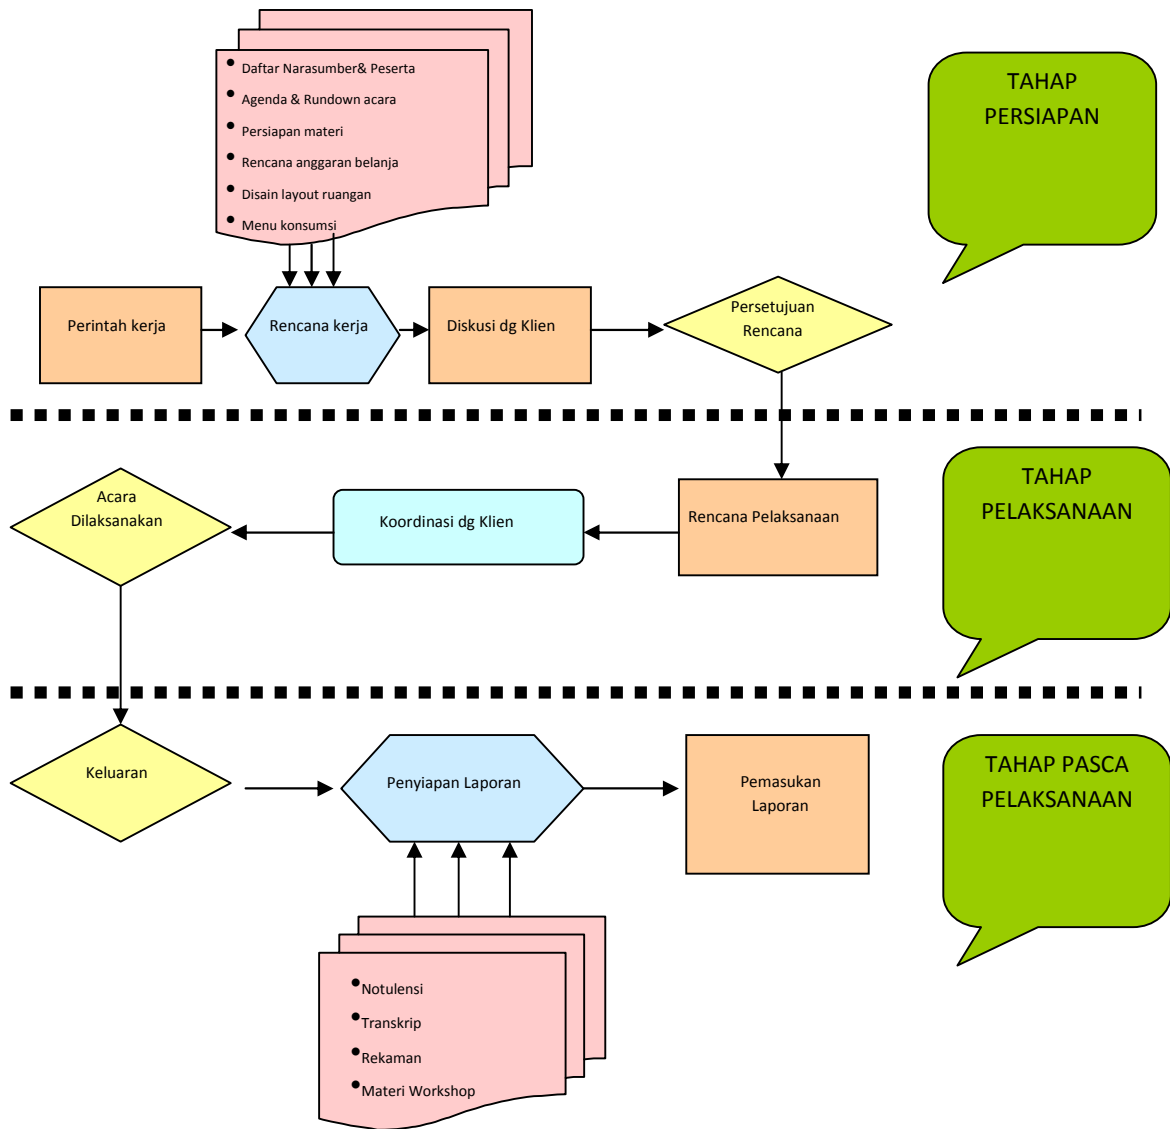 • Daftar Narasumber& Peserta
• Agenda & Rundown acara
• Persiapan materi
• Rencana anggaran belanja
• Disain layout ruangan
• Menu konsumsi
TAHAP
PERSIAPAN
Perintah kerja
Rencana kerja
Diskusi dg Klien
Persetujuan
Rencana
Acara
Dilaksanakan
Koordinasi dg Klien
Rencana Pelaksanaan
TAHAP
PELAKSANAAN
Keluaran
Penyiapan Laporan
Pemasukan
Laporan
TAHAP PASCA
PELAKSANAAN
• Notulensi
• Transkrip
• Rekaman
• Materi Workshop